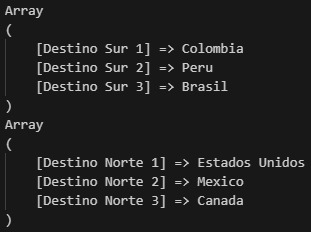 Array
(
    [Destino Sur 1] => Colombia
    [Destino Sur 2] => Peru
    [Destino Sur 3] => Brasil
)
Array
(
    [Destino Norte 1] => Estados Unidos
    [Destino Norte 2] => Mexico
    [Destino Norte 3] => Canada
)